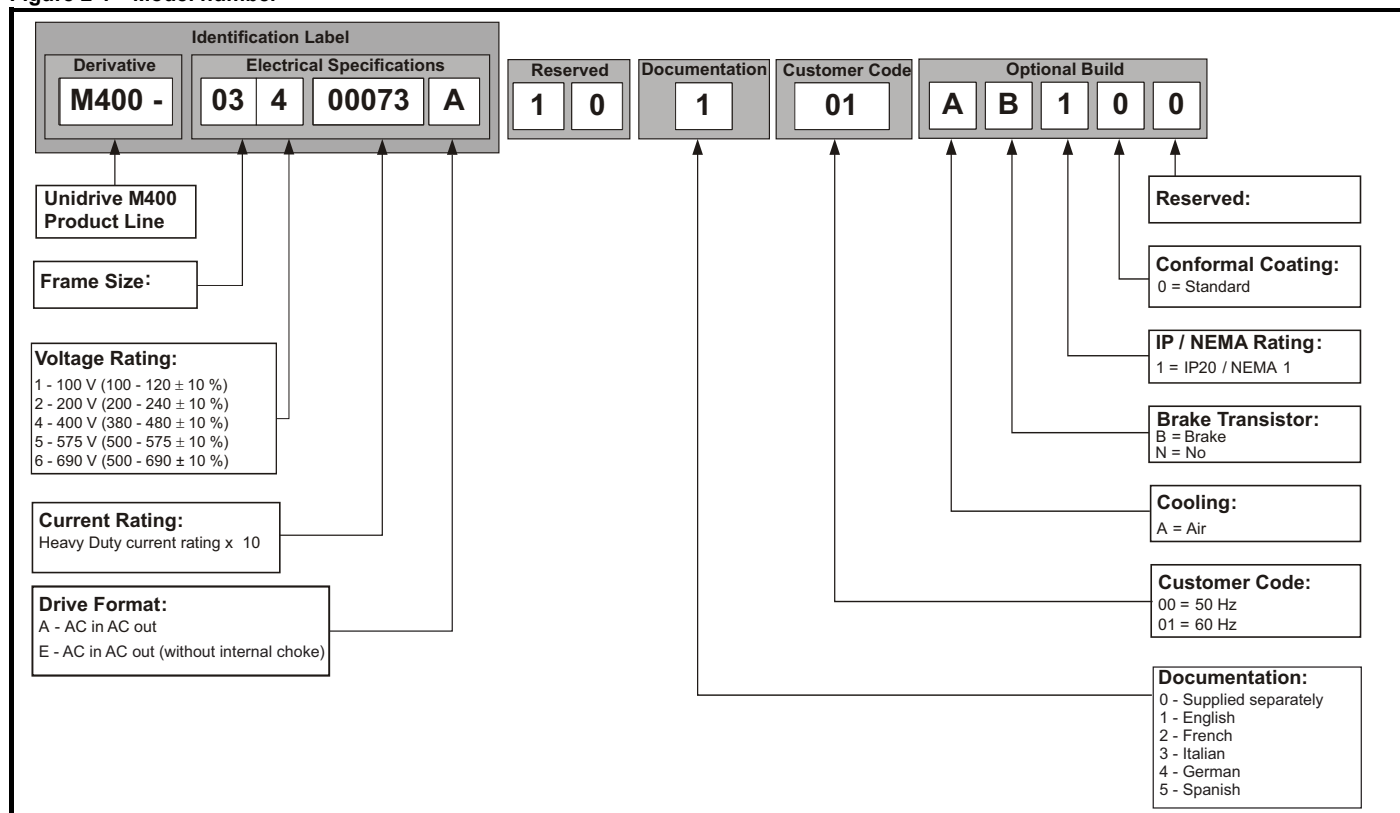 Identification Label
Derivative
Electrical Specifications
Reserved
Documentation
Customer Code
Optional Build
M400 -
03
4
00073
A
1
0
1
01
A
B
1
0
0
Unidrive M400
Product Line
Frame Size:
Voltage Rating:
1 - 100 V (100 - 120 ± 10 %)
2 - 200 V (200 - 240 ± 10 %)
4 - 400 V (380 - 480 ± 10 %)
5 - 575 V (500 - 575 ± 10 %)
6 - 690 V (500 - 690 ± 10 %)
Current Rating:
Heavy Duty current rating x 10
Drive Format:
A - AC in AC out
E - AC in AC out (without internal choke)
Reserved:
Conformal Coating:
0 = Standard
IP / NEMA Rating:
1 = IP20 / NEMA 1
Brake Transistor:
B = Brake
N = No
Cooling:
A = Air
Customer Code:
00 = 50 Hz
01 = 60 Hz
Documentation:
0 - Supplied separately
1 - English
2 - French
3 - Italian
4 - German
5 - Spanish